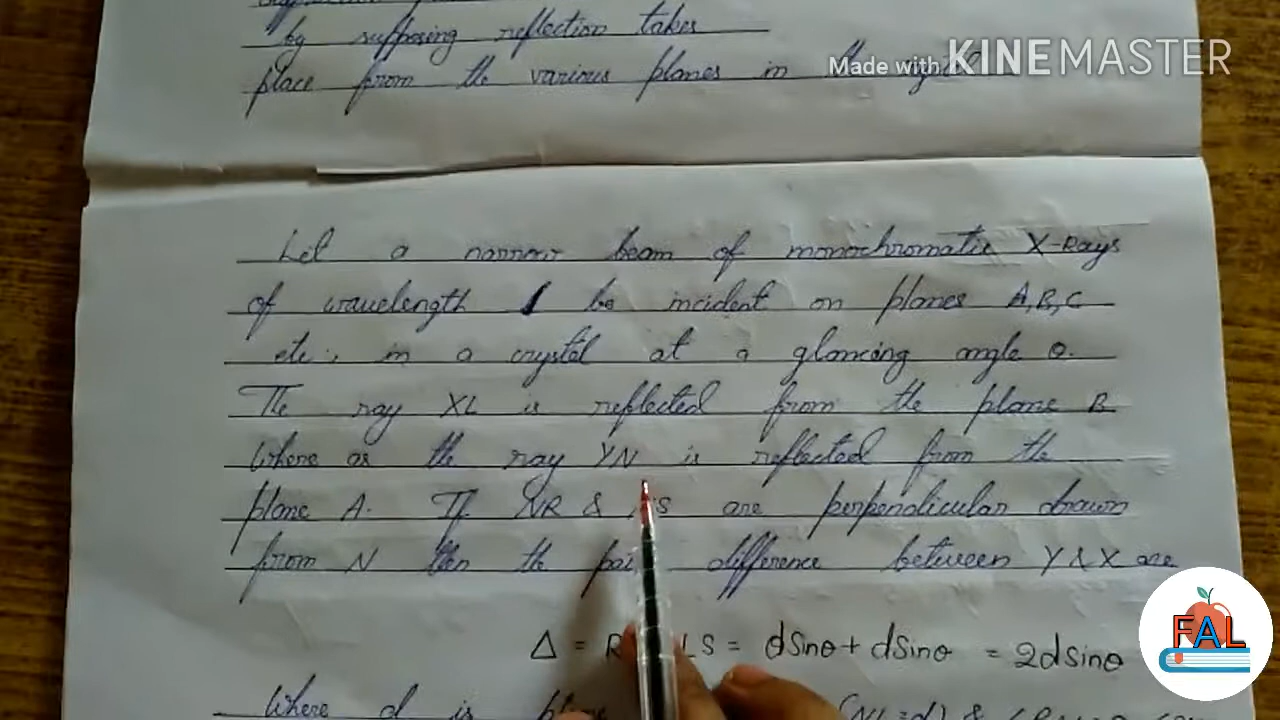 by supposing reflection takes
place from the various planes in
Made with KINEMASTER
Let a narrow beam of monochromatic X-Rays
of wavelength be incident on planes A,B,C
etc., in a crystal at a glancing angle θ.
The ray XL is reflected from the plane B
Where as the ray YN is reflected from the
plane A. If NR & S are perpendicular drawn
from N then the difference between Y & X are
Δ = R LS = dSinθ + dSinθ = 2dSinθ
Where d is (NL=d) &
FAL